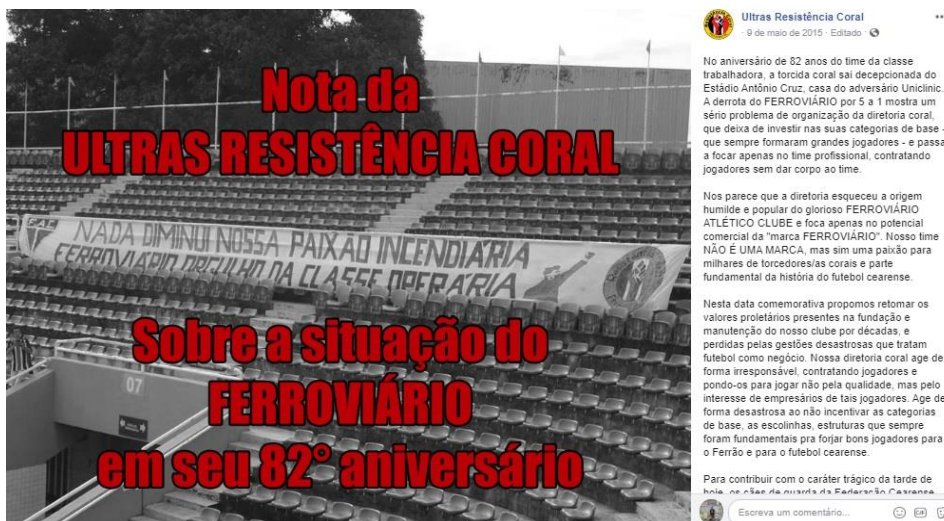 Nota da
ULTRAS RESISTÊNCIA CORAL
NADA DIMINUI NOSSA PAIXÃO INCENDIÁRIA
FERROVIÁRIO ORGULHO DA CLASSE OPERÁRIA
Sobre a situação do
07
FERROVIÁRIO
em seu 82° aniversário
Ultras Resistência Coral
9 de maio de 2015 · Editado ·
No aniversário de 82 anos do time da classe
trabalhadora, a torcida coral sai decepcionada do
Estádio Antônio Cruz, casa do adversário Uniclinic.
A derrota do FERROVIÁRIO por 5 a 1 mostra um
sério problema de organização da diretoria coral,
que deixa de investir nas suas categorias de base -
que sempre formaram grandes jogadores - e passa
a focar apenas no time profissional, contratando
jogadores sem dar corpo ao time.
Nos parece que a diretoria esqueceu a origem
humilde e popular do glorioso FERROVIÁRIO
ATLÉTICO CLUBE e foca apenas no potencial
comercial da "marca FERROVIÁRIO". Nosso time
NÃO É UMA MARCA, mas sim uma paixão para
milhares de torcedores/as corais e parte
fundamental da história do futebol cearense.
Nesta data comemorativa propomos retomar os
valores proletários presentes na fundação e
manutenção do nosso clube por décadas, e
perdidas pelas gestões desastrosas que tratam
futebol como negócio. Nossa diretoria coral age de
forma irresponsável, contratando jogadores e
pondo-os para jogar não pela qualidade, mas pelo
interesse de empresários de tais jogadores. Age de
forma desastrosa ao não incentivar as categorias
de base, as escolinhas, estruturas que sempre
foram fundamentais pra forjar bons jogadores para
o Ferrão e para o futebol cearense.
Para contribuir com o caráter trágico da tarde de
hoje, os cães de guarda da Federação Cearense
Escreva um comentário...
GIF